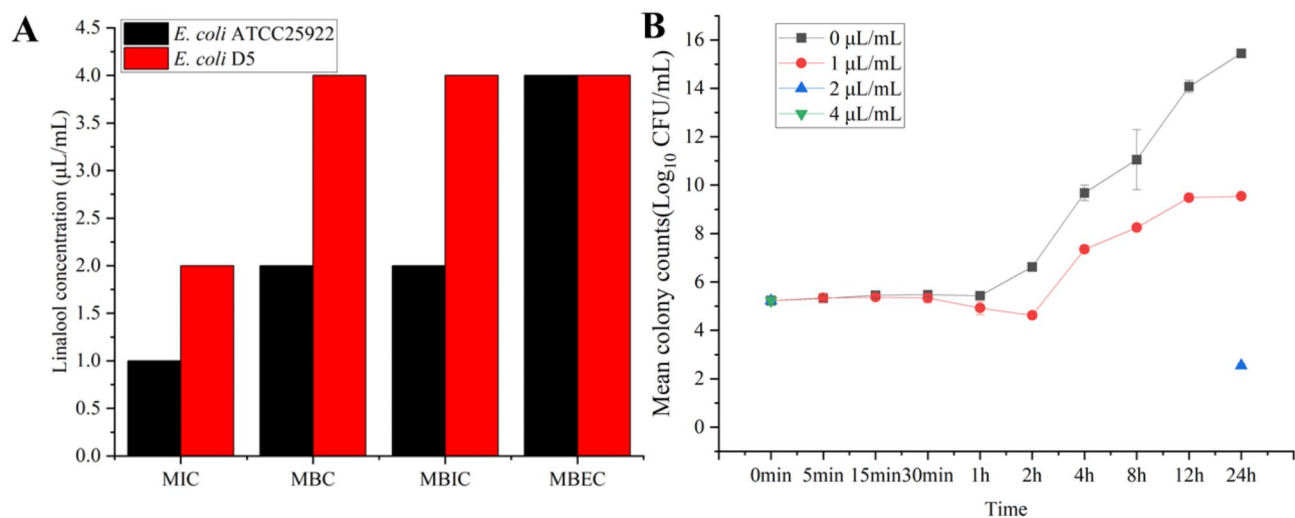 A
E. coli ATCC25922
E. coli D5
Linalool concentration (μL/mL)
4.5
4.0
3.5
3.0
2.5
2.0
1.5
1.0
0.5
0.0
MIC
MBC
MBIC
MBEC
B
0 μL/mL
1 μL/mL
2 μL/mL
4 μL/mL
Mean colony counts(Log₁₀ CFU/mL)
16
14
12
10
8
6
4
2
0
0min 5min 15min 30min 1h 2h 4h 8h 12h 24h
Time